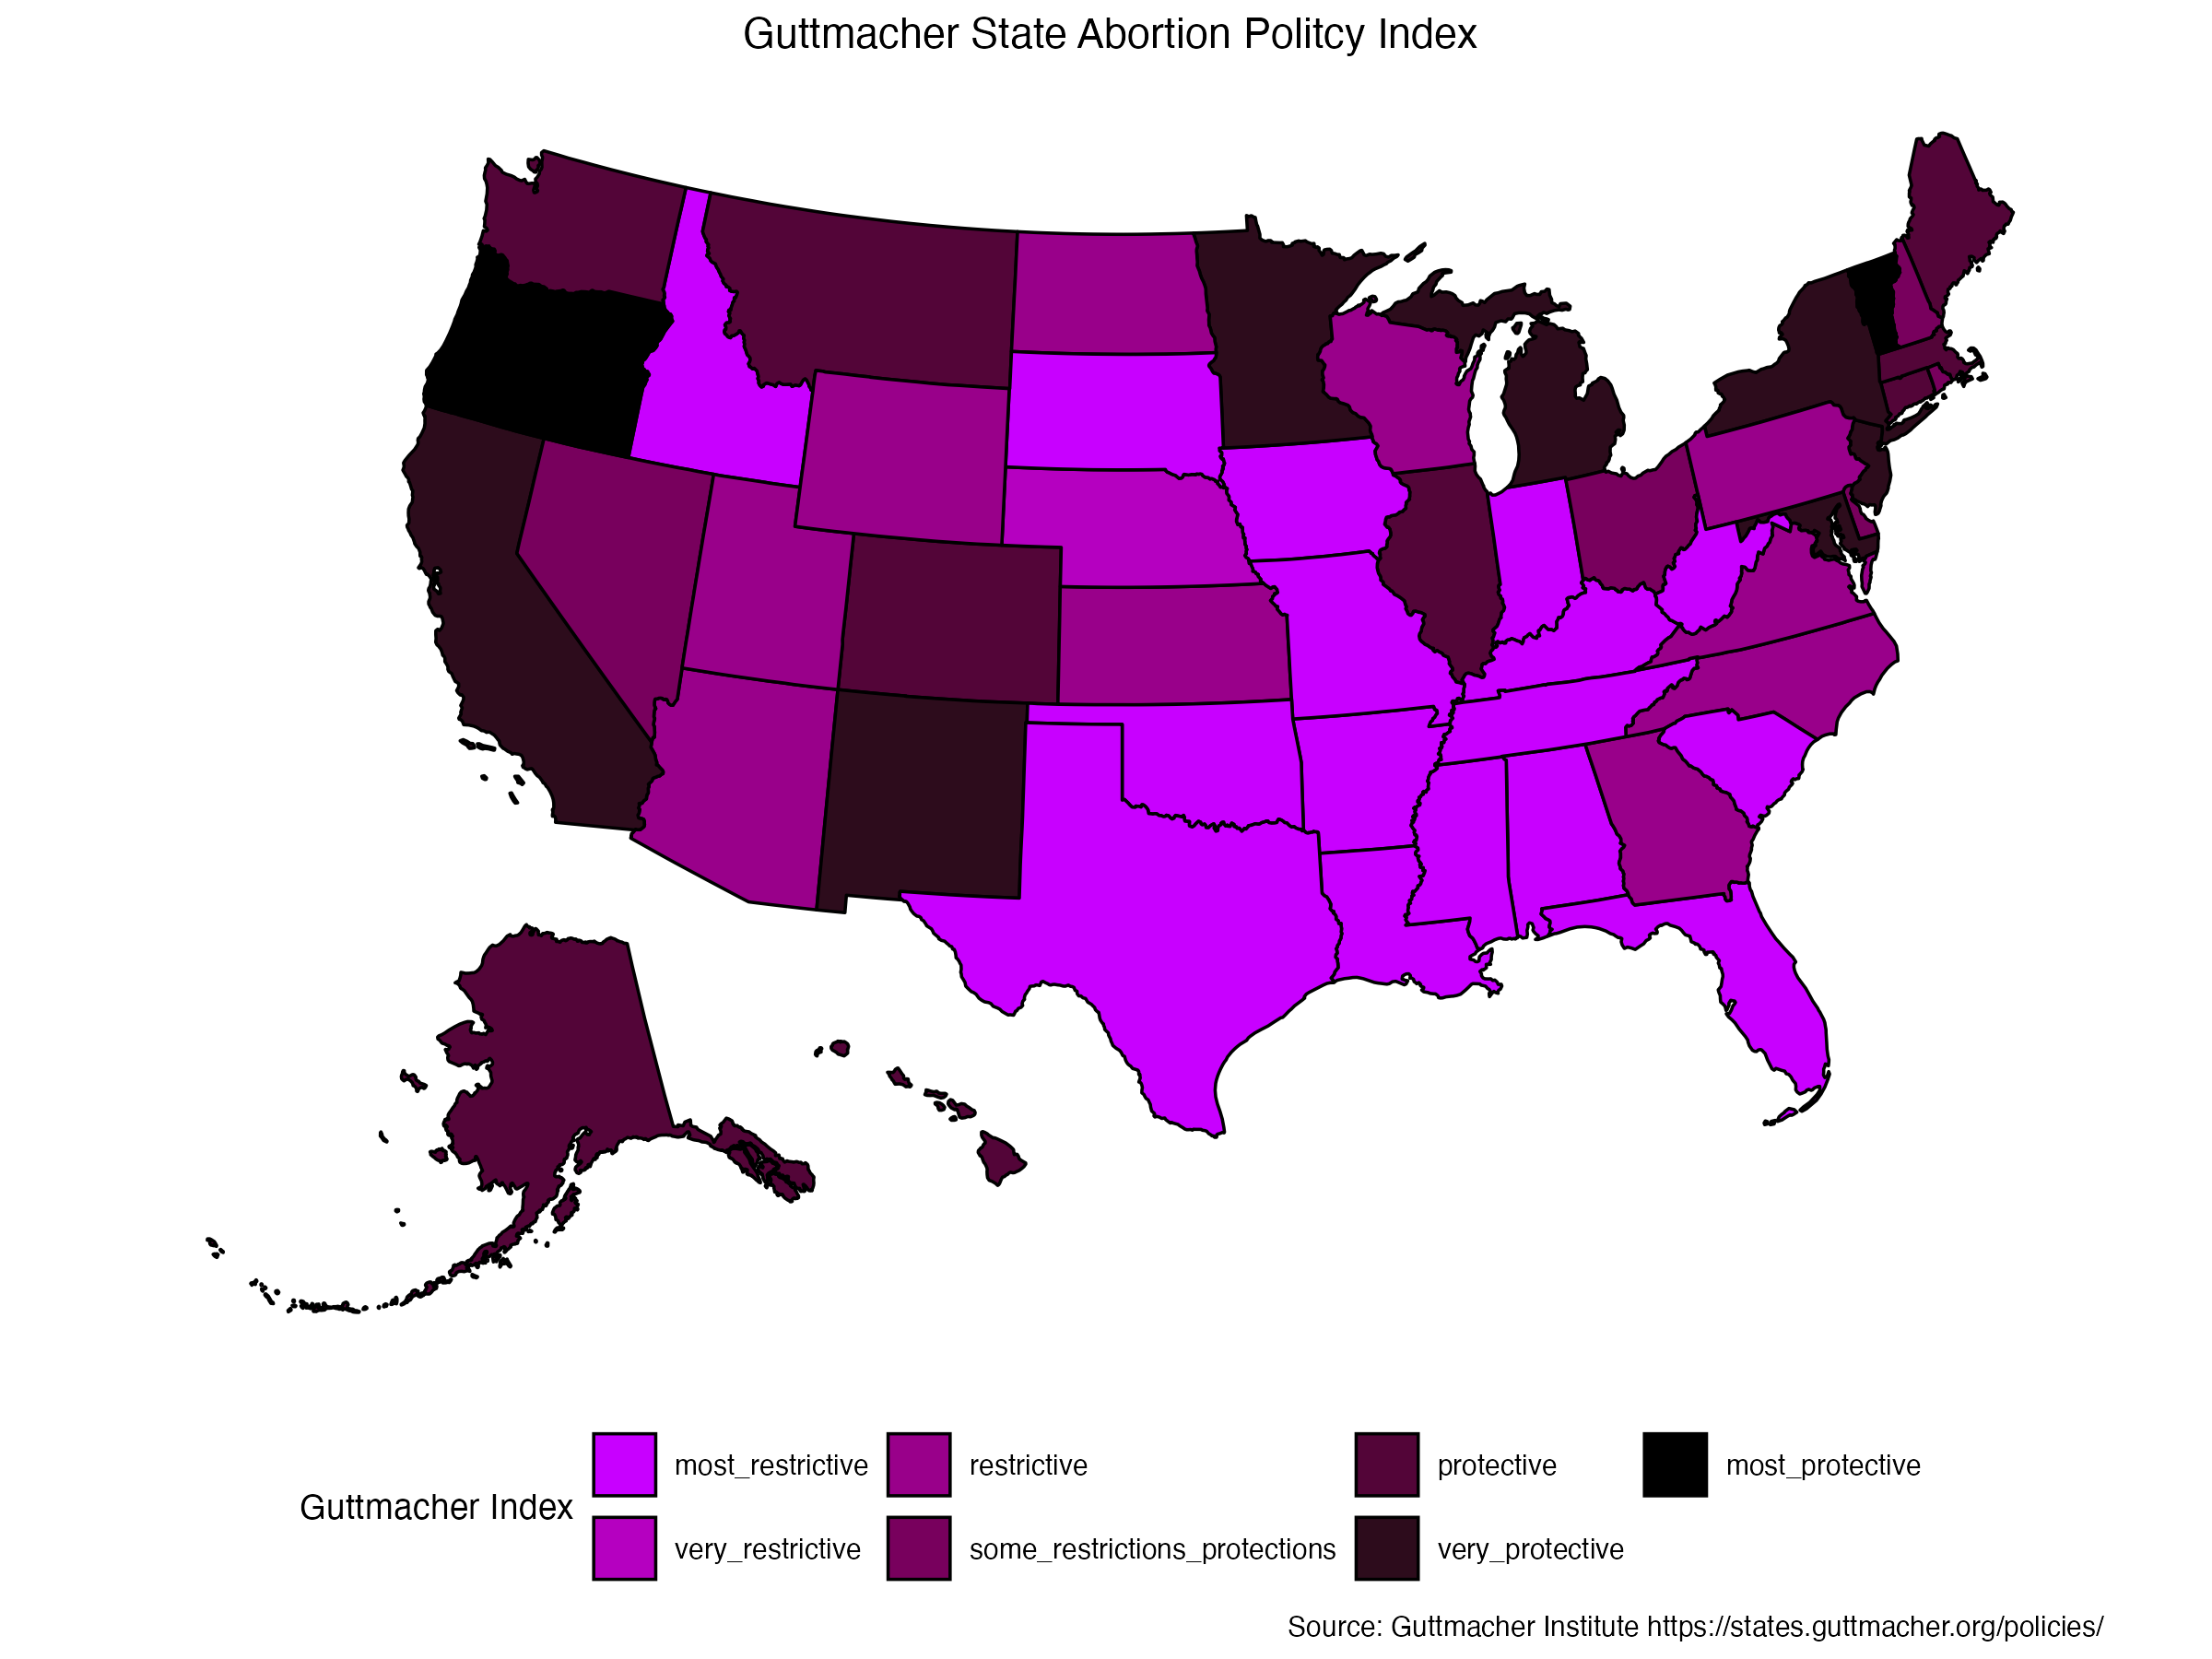 Guttmacher State Abortion Politcy Index
Guttmacher Index
most_restrictive
very_restrictive
restrictive
some_restrictions_protections
protective
very_protective
most_protective
Source: Guttmacher Institute https://states.guttmacher.org/policies/